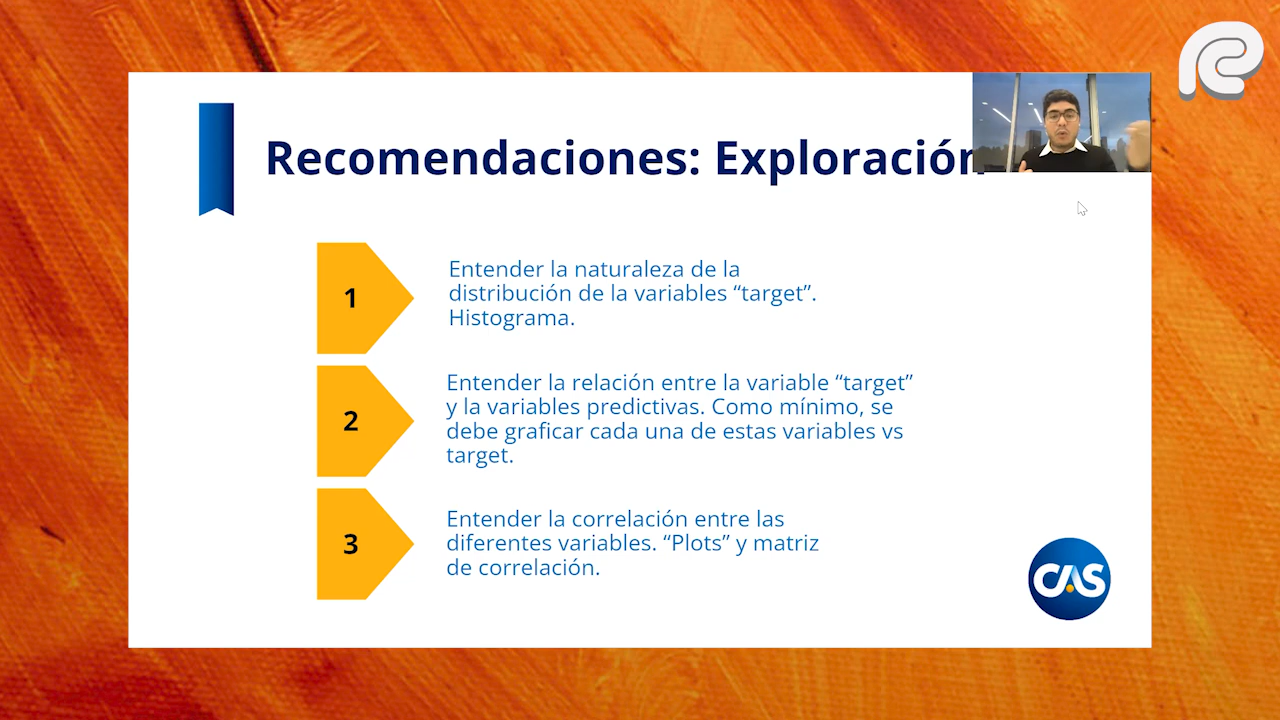 Recomendaciones: Exploración
1
Entender la naturaleza de la
distribución de la variables “target”.
Histograma.
2
Entender la relación entre la variable “target”
y la variables predictivas. Como mínimo, se
debe graficar cada una de estas variables vs
target.
3
Entender la correlación entre las
diferentes variables. “Plots” y matriz
de correlación.
CAS